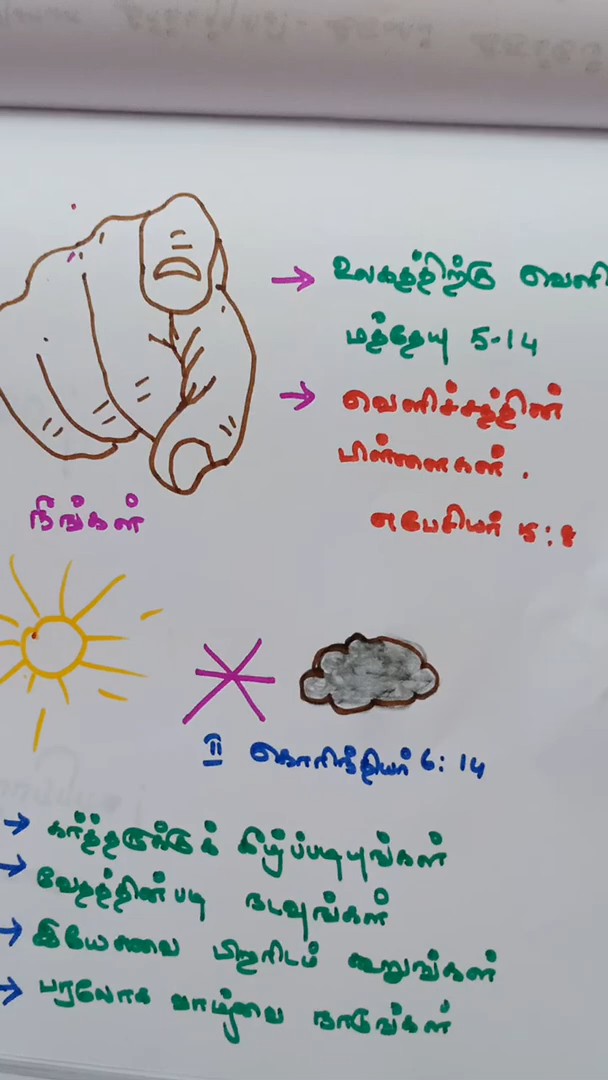 உலகத்திற்கு வெளி
மத்தேயு 5-14
வெளிச்சத்தின்
பிள்ளைகள்.
நீங்கள்
எபேசியர் 5:8
II கொரிந்தியர் 6:14
கர்த்தருக்குக் கீழ்ப்படியுங்கள்
வேதத்தின்படி நடவுங்கள்
இயேசுவை பிறரிடம் கூறுங்கள்
பரலோக வாழ்வை நாடுங்கள்